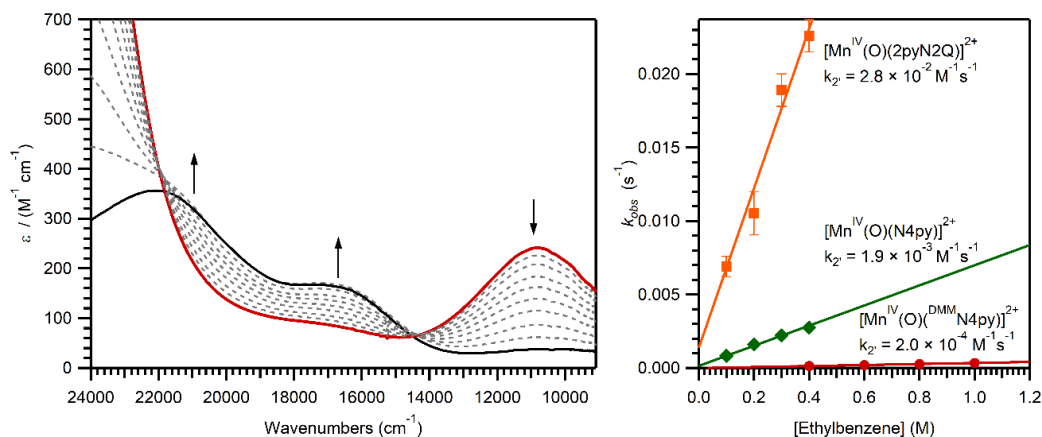 700
600
500
400
300
200
100
0
ε / (M⁻¹ cm⁻¹)
24000 22000 20000 18000 16000 14000 12000 10000
Wavenumbers (cm⁻¹)
0.020
0.015
0.010
0.005
0.000
k_obs (s⁻¹)
[Mn^IV(O)(2pyN2Q)]²⁺
k₂' = 2.8 × 10⁻² M⁻¹s⁻¹
[Mn^IV(O)(N4py)]²⁺
k₂' = 1.9 × 10⁻³ M⁻¹s⁻¹
[Mn^IV(O)(^DMMN4py)]²⁺
k₂' = 2.0 × 10⁻⁴ M⁻¹s⁻¹
0.0 0.2 0.4 0.6 0.8 1.0 1.2
[Ethylbenzene] (M)